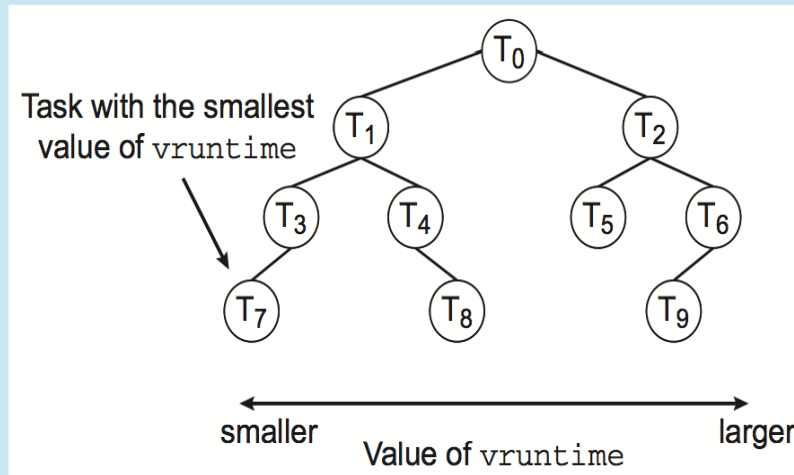 T0
Task with the smallest
value of vruntime
T1
T2
T3
T4
T5
T6
T7
T8
T9
smaller
larger
Value of vruntime